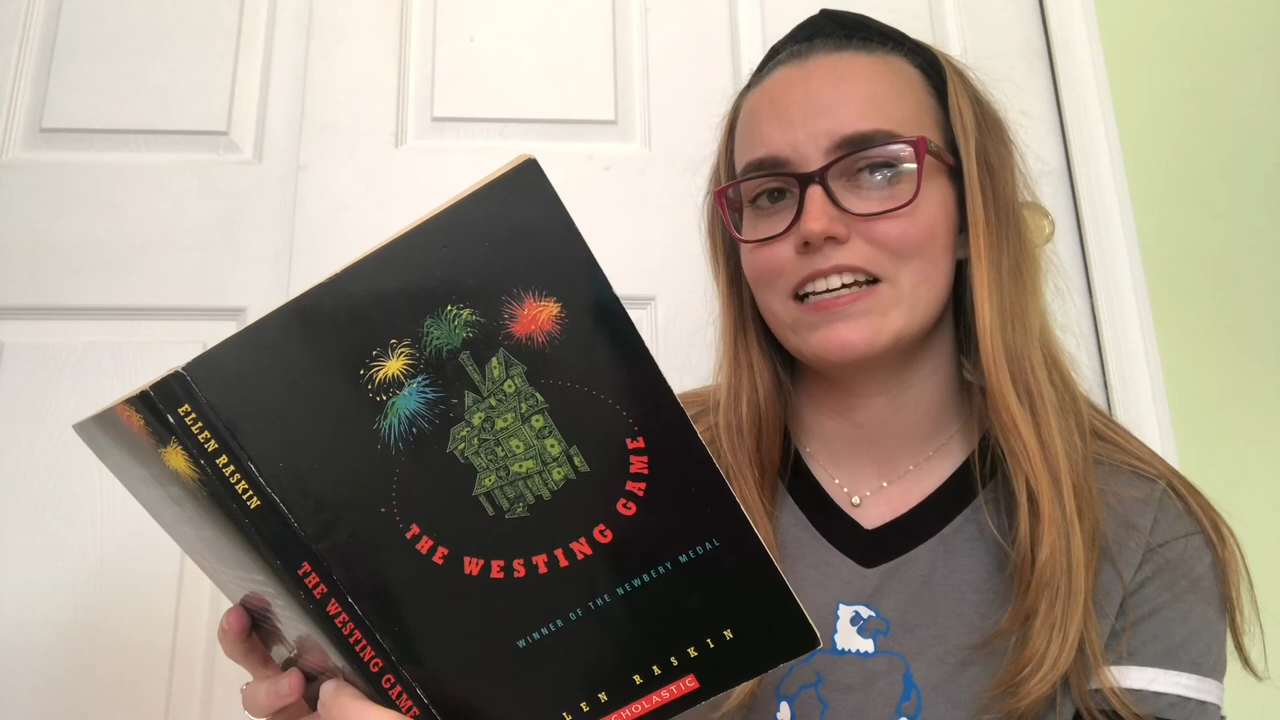 ELLEN RASKIN
THE WESTING GAME
THE WESTING GAME
WINNER OF THE NEWBERY MEDAL
LEN RASKIN
SCHOLASTIC